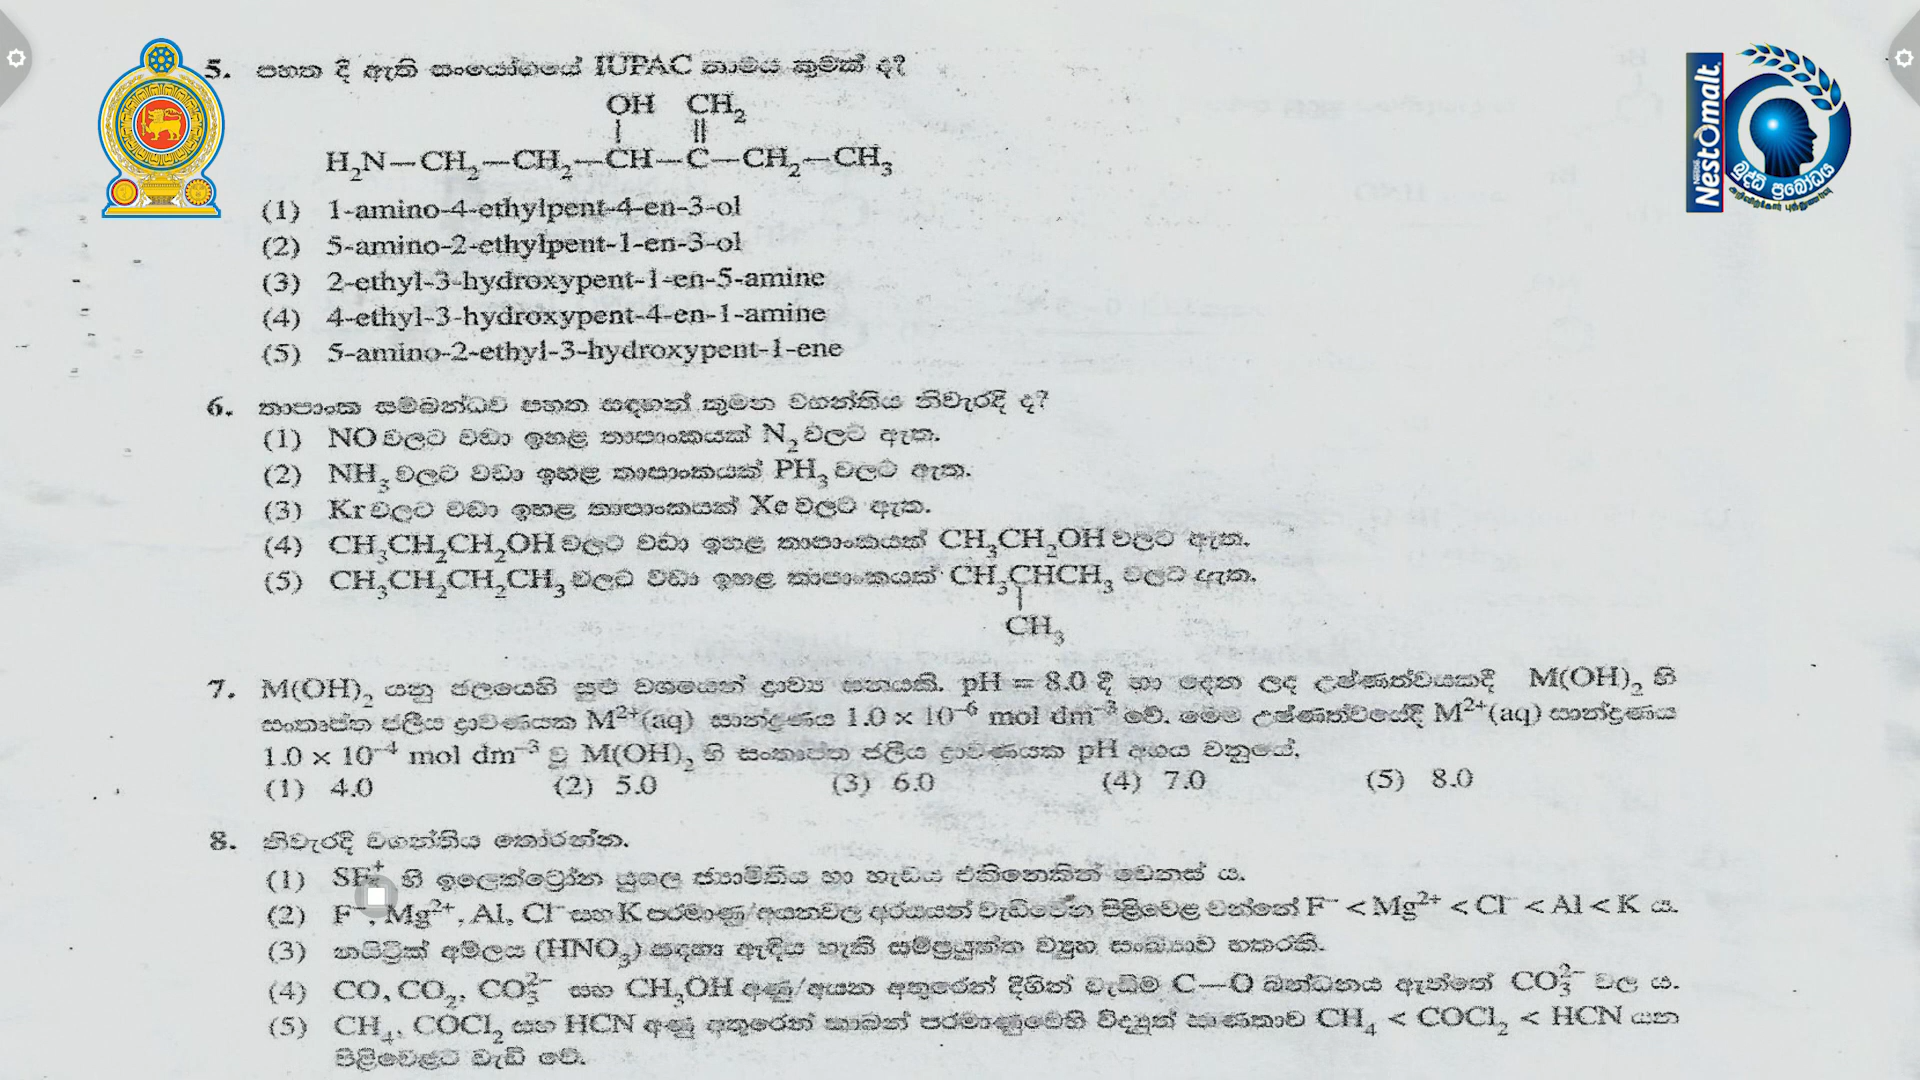 5. පහත දී ඇති සංයෝගයේ IUPAC නාමය කුමක් ද?
OH CH₂
H₂N—CH₂—CH₂—CH—C—CH₂—CH₃
(1) 1-amino-4-ethylpent-4-en-3-ol
(2) 5-amino-2-ethylpent-1-en-3-ol
(3) 2-ethyl-3-hydroxypent-1-en-5-amine
(4) 4-ethyl-3-hydroxypent-4-en-1-amine
(5) 5-amino-2-ethyl-3-hydroxypent-1-ene
6. තාපාංක සම්බන්ධව පහත සඳහන් කුමන වගන්තිය නිවැරදි ද?
(1) NO වලට වඩා ඉහළ තාපාංකයක් N₂ වලට ඇත.
(2) NH₃ වලට වඩා ඉහළ තාපාංකයක් PH₃ වලට ඇත.
(3) Kr වලට වඩා ඉහළ තාපාංකයක් Xe වලට ඇත.
(4) CH₃CH₂CH₂OH වලට වඩා ඉහළ තාපාංකයක් CH₃CH₂OH වලට ඇත.
(5) CH₃CH₂CH₂CH₃ වලට වඩා ඉහළ තාපාංකයක් CH₃CHCH₃ වලට ඇත.
CH₃
7. M(OH)₂ යනු ජලයෙහි සුළු වශයෙන් ද්‍රාව්‍ය ඝනයකි. pH = 8.0 දී හා දෙන ලද උෂ්ණත්වයකදී M(OH)₂ හි
සංතෘප්ත ජලීය ද්‍රාවණයක M²⁺(aq) සාන්ද්‍රණය 1.0 × 10⁻⁶ mol dm⁻³ වේ. මෙම උෂ්ණත්වයේදී M²⁺(aq) සාන්ද්‍රණය
1.0 × 10⁻⁴ mol dm⁻³ වූ M(OH)₂ හි සංතෘප්ත ජලීය ද්‍රාවණයක pH අගය වනුයේ,
(1) 4.0 (2) 5.0 (3) 6.0 (4) 7.0 (5) 8.0
8. නිවැරදි වගන්තිය තෝරන්න.
(1) හි ඉලෙක්ට්‍රෝන යුගල ජ්‍යාමිතිය හා හැඩය එකිනෙකින් වෙනස් ය.
(2) F⁻, Mg²⁺, Al, Cl⁻ සහ K පරමාණු/අයනවල අරයයන් වැඩිවෙන පිළිවෙළ වන්නේ F⁻ < Mg²⁺ < Cl⁻ < Al < K ය.
(3) නයිට්‍රික් අම්ලය (HNO₃) සඳහා ඇඳිය හැකි සම්ප්‍රයුක්ත ව්‍යුහ සංඛ්‍යාව හතරකි.
(4) CO, CO₂, CO₃²⁻ සහ CH₃OH අණු/අයන අතුරෙන් දිගින් වැඩිම C—O බන්ධනය ඇත්තේ CO₃²⁻ වල ය.
(5) CH₄, COCl₂ සහ HCN අණු අතුරෙන් කාබන් පරමාණුවෙහි විද්‍යුත් සෘණතාව CH₄ < COCl₂ < HCN යන
පිළිවෙළට වැඩි වේ.
Nestomalt
බුද්ධි ප්‍රබෝධය